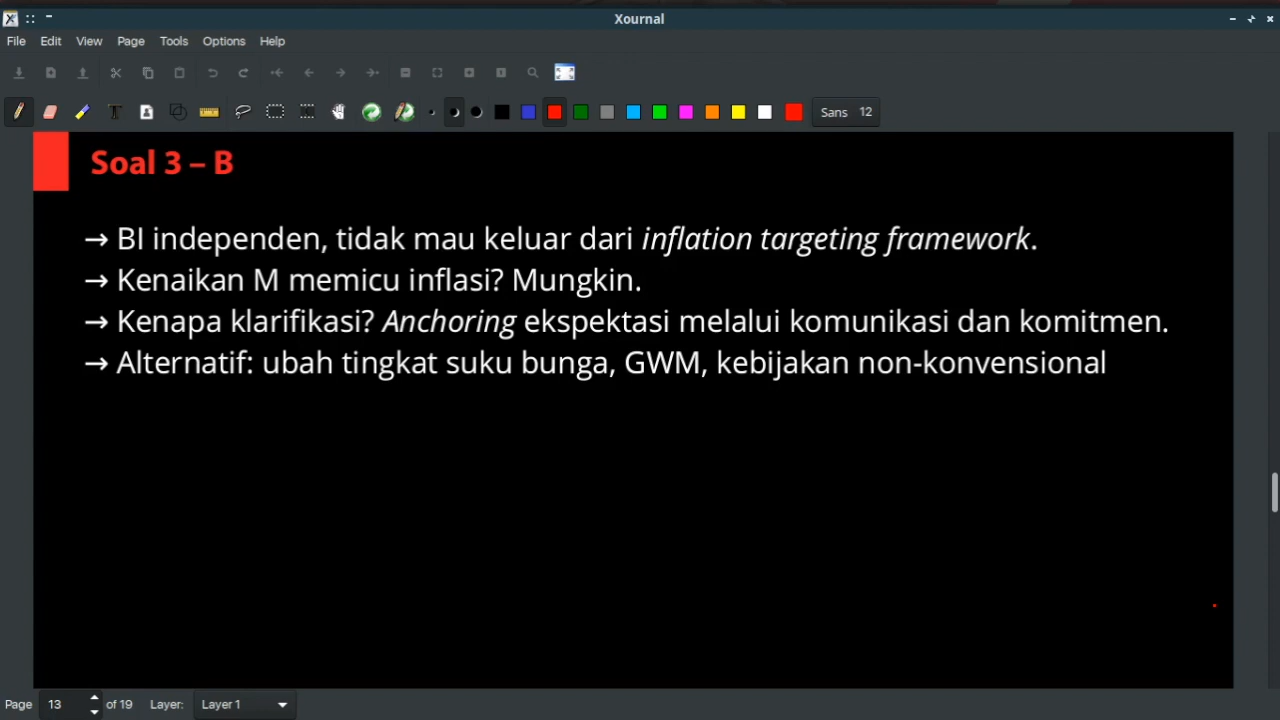 Xournal
File Edit View Page Tools Options Help
Sans 12
Soal 3 – B
→ BI independen, tidak mau keluar dari inflation targeting framework.
→ Kenaikan M memicu inflasi? Mungkin.
→ Kenapa klarifikasi? Anchoring ekspektasi melalui komunikasi dan komitmen.
→ Alternatif: ubah tingkat suku bunga, GWM, kebijakan non-konvensional
Page 13 of 19 Layer: Layer 1